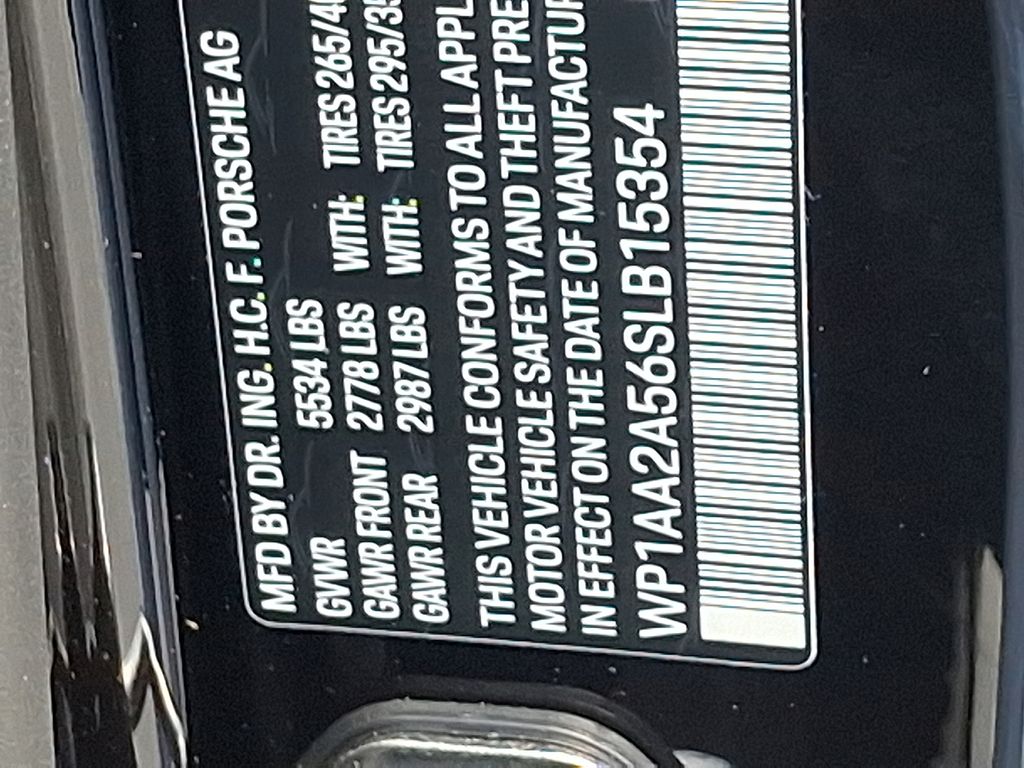 MFD BY DR. ING. H.C. F. PORSCHE AG
GVWR 5534 LBS
GAWR FRONT 2778 LBS WITH: TIRES 265/4
GAWR REAR 2987 LBS WITH: TIRES 295/35
THIS VEHICLE CONFORMS TO ALL APPL
MOTOR VEHICLE SAFETY AND THEFT PRE
IN EFFECT ON THE DATE OF MANUFACTUR
WP1AA2A56SLB15354